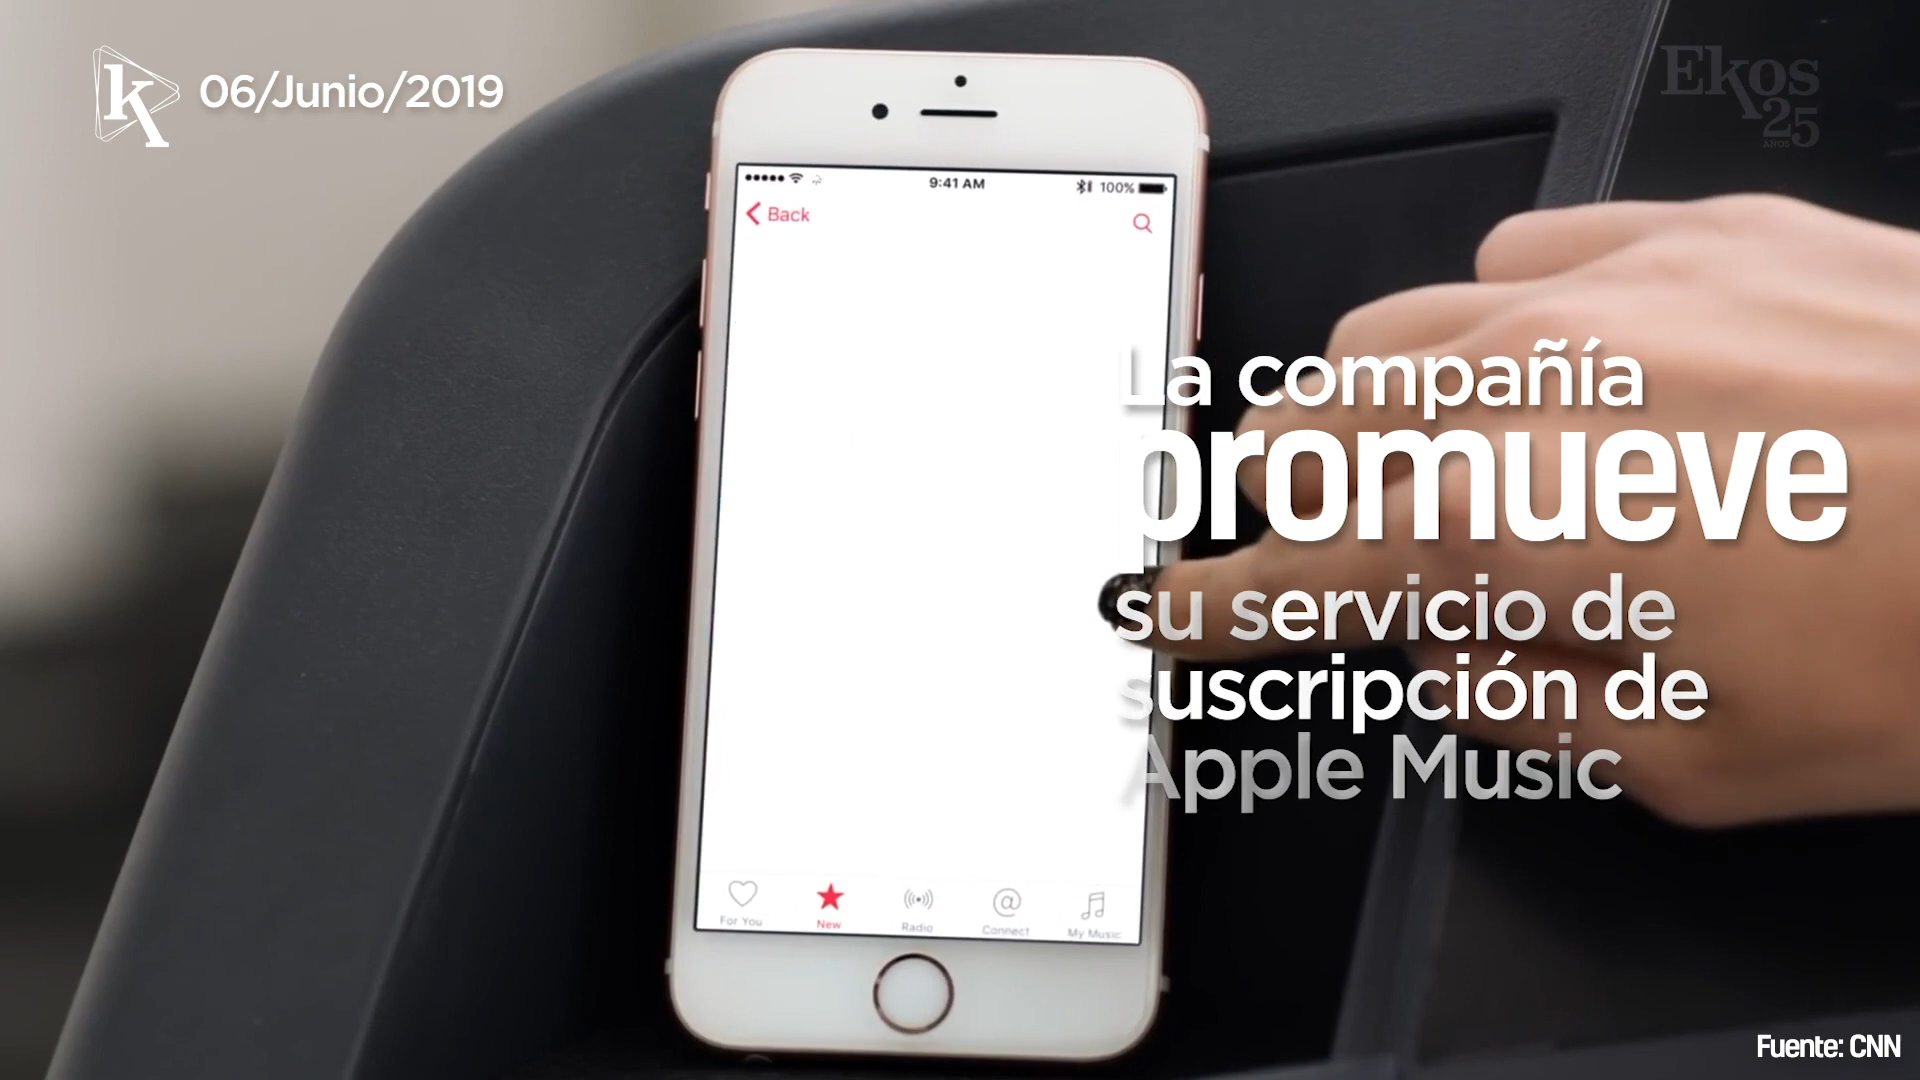 k 06/Junio/2019
Ekos
25
AÑOS
9:41 AM
100%
Back
La compañía
promueve
su servicio de
suscripción de
Apple Music
For You
New
Radio
Connect
My Music
Fuente: CNN